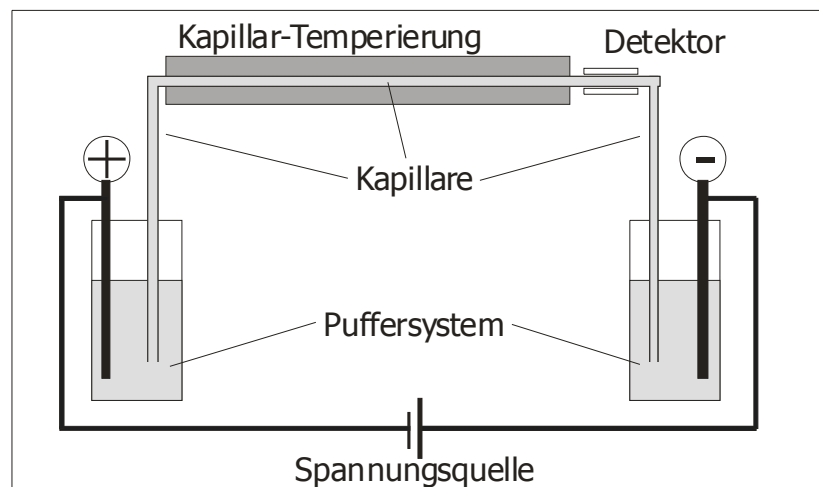 Kapillar-Temperierung
Detektor
+
-
Kapillare
Puffersystem
Spannungsquelle